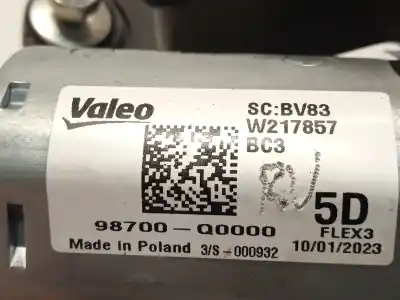 Valeo
SC:BV83
W217857
BC3
98700-Q0000
5D
FLEX3
Made in Poland 3/S-000932
10/01/2023